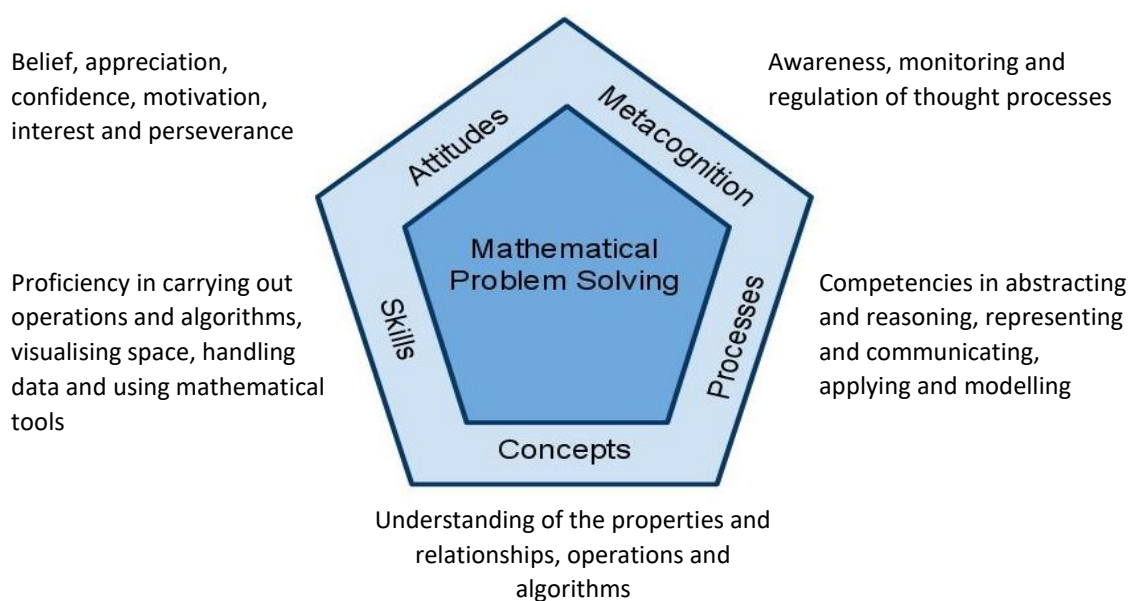 Belief, appreciation,
confidence, motivation,
interest and perseverance
Attitudes
Metacognition
Awareness, monitoring and
regulation of thought processes
Mathematical
Problem Solving
Proficiency in carrying out
operations and algorithms,
visualising space, handling
data and using mathematical
tools
Skills
Processes
Competencies in abstracting
and reasoning, representing
and communicating,
applying and modelling
Concepts
Understanding of the properties and
relationships, operations and
algorithms